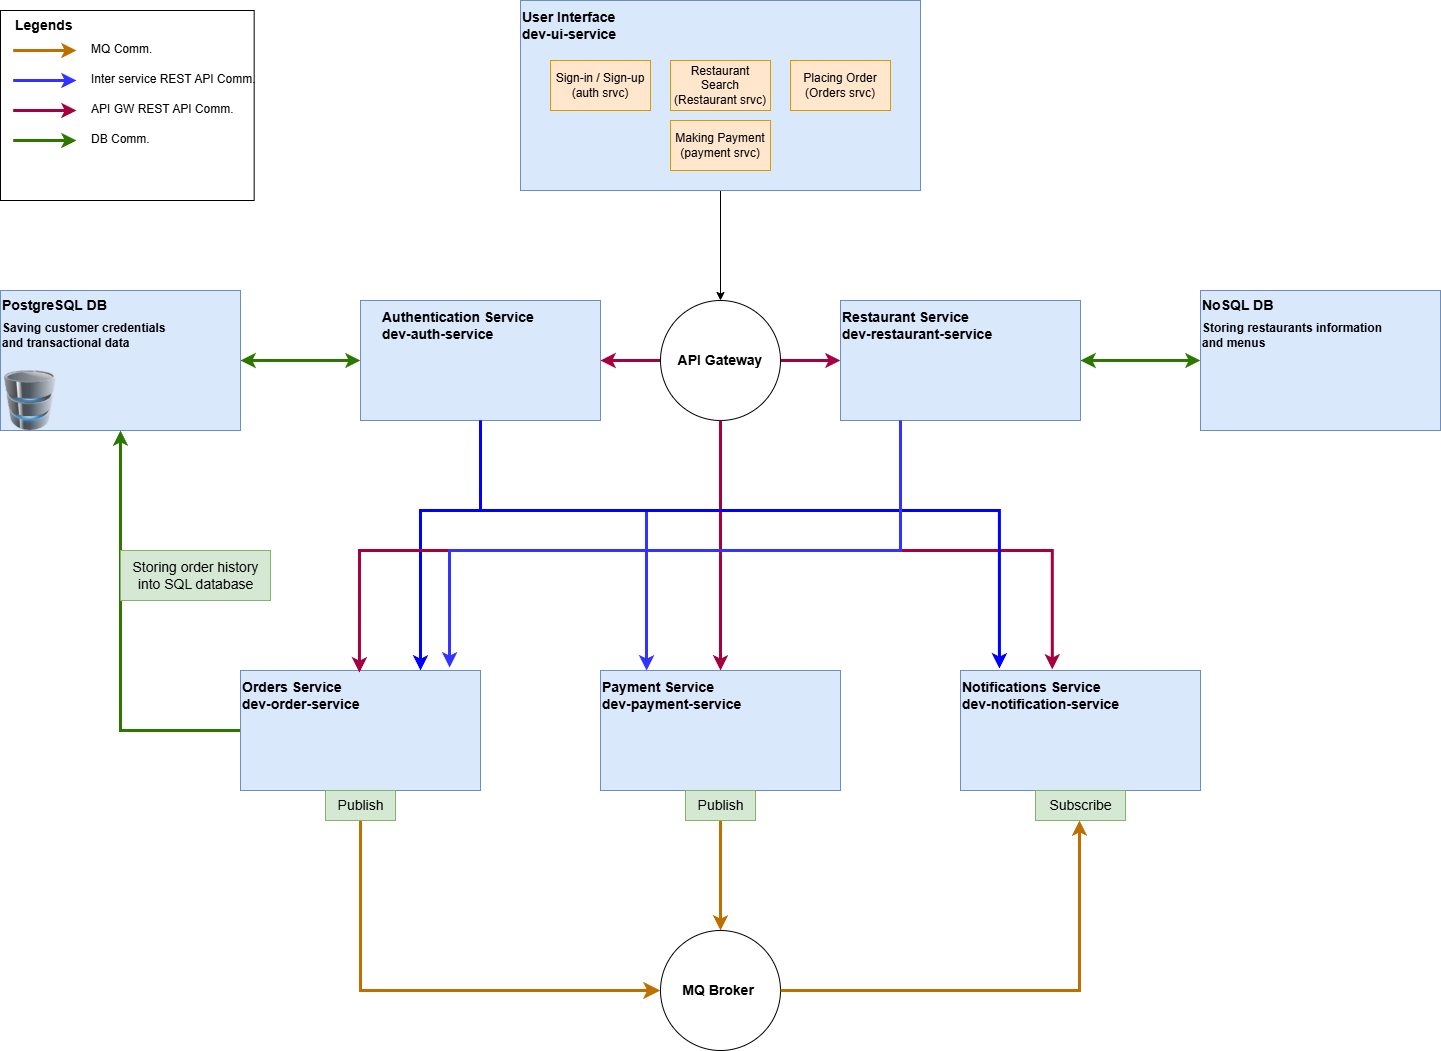 Legends
MQ Comm.
Inter service REST API Comm.
API GW REST API Comm.
DB Comm.
User Interface
dev-ui-service
Sign-in / Sign-up
(auth srvc)
Restaurant
Search
(Restaurant srvc)
Placing Order
(Orders srvc)
Making Payment
(payment srvc)
PostgreSQL DB
Saving customer credentials
and transactional data
Authentication Service
dev-auth-service
API Gateway
Restaurant Service
dev-restaurant-service
NoSQL DB
Storing restaurants information
and menus
Storing order history
into SQL database
Orders Service
dev-order-service
Payment Service
dev-payment-service
Notifications Service
dev-notification-service
Publish
Publish
Subscribe
MQ Broker